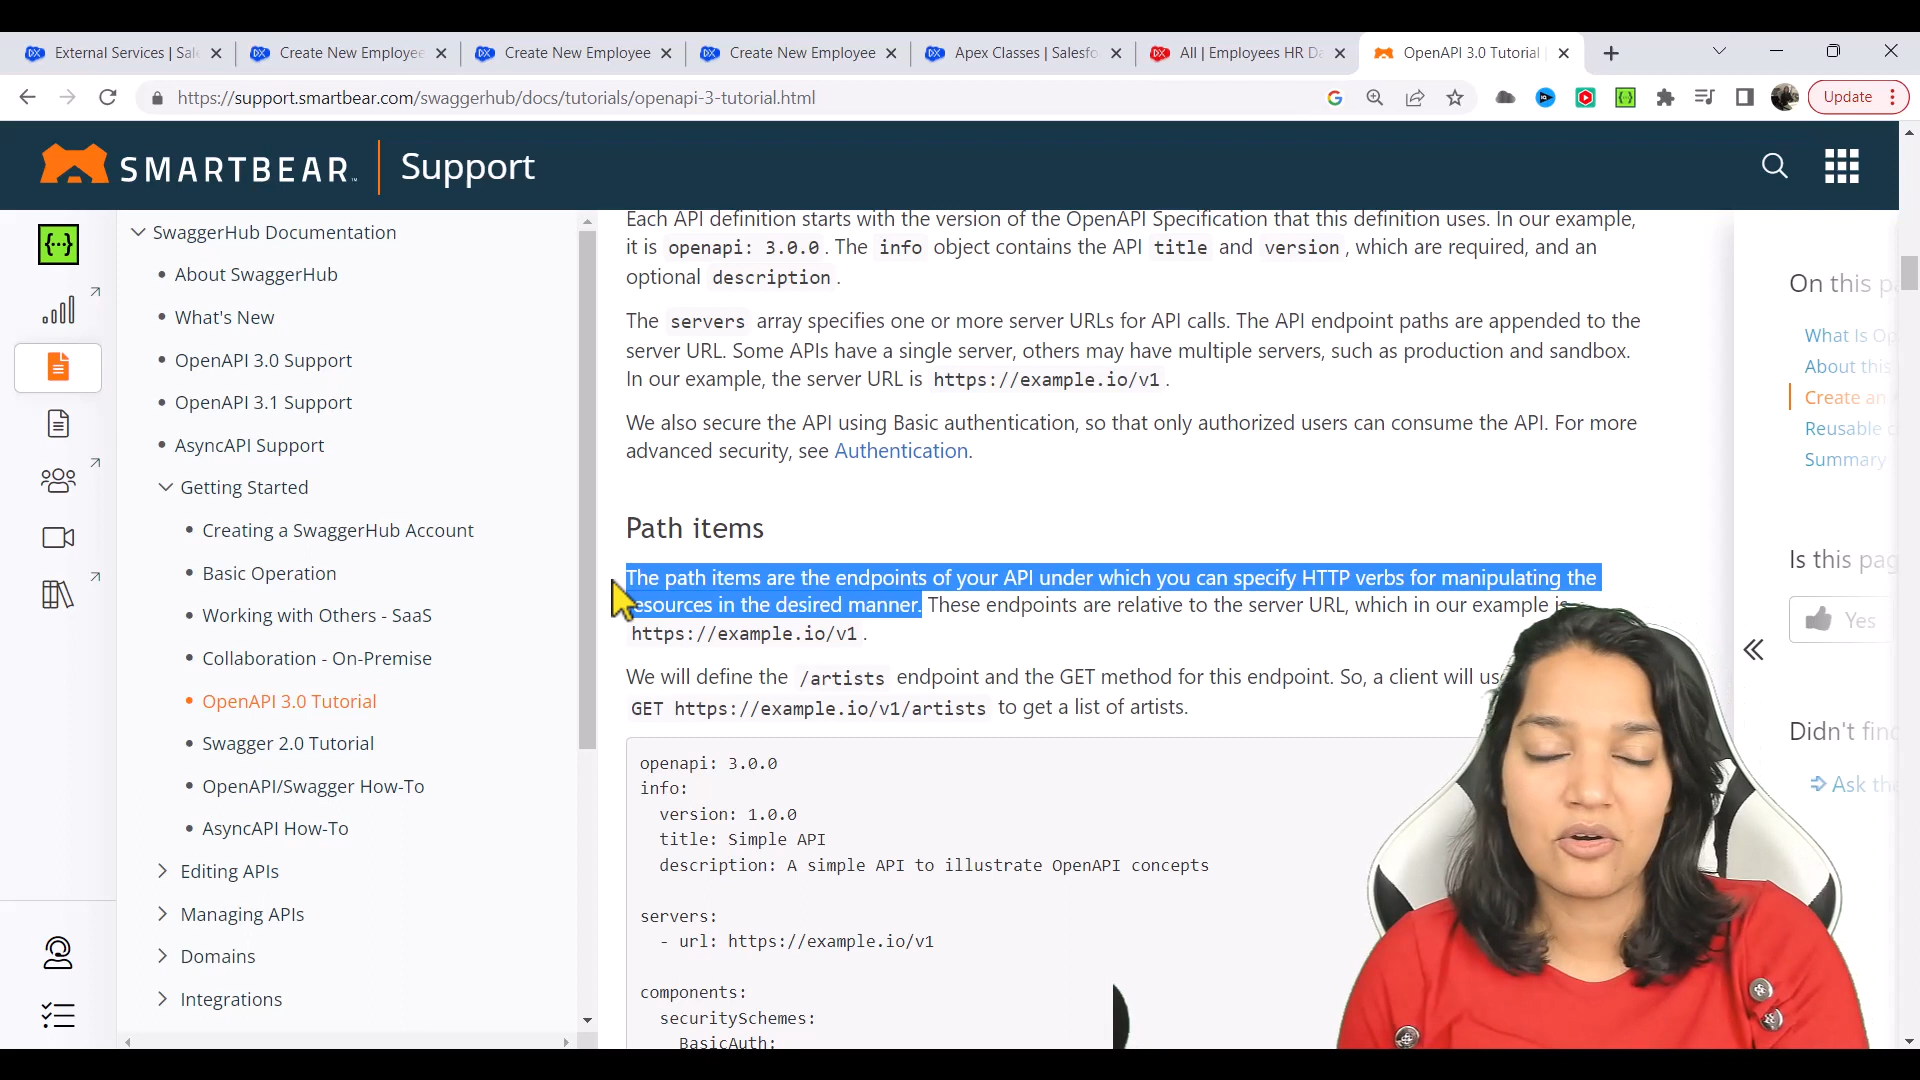 External Services | Sal
Create New Employee
Create New Employee
Create New Employee
Apex Classes | Salesfo
All | Employees HR Da
OpenAPI 3.0 Tutorial
https://support.smartbear.com/swaggerhub/docs/tutorials/openapi-3-tutorial.html
Update
SMARTBEAR
Support
SwaggerHub Documentation
About SwaggerHub
What's New
OpenAPI 3.0 Support
OpenAPI 3.1 Support
AsyncAPI Support
Getting Started
Creating a SwaggerHub Account
Basic Operation
Working with Others - SaaS
Collaboration - On-Premise
OpenAPI 3.0 Tutorial
Swagger 2.0 Tutorial
OpenAPI/Swagger How-To
AsyncAPI How-To
Editing APIs
Managing APIs
Domains
Integrations
Each API definition starts with the version of the OpenAPI Specification that this definition uses. In our example,
it is openapi: 3.0.0. The info object contains the API title and version, which are required, and an
optional description.
The servers array specifies one or more server URLs for API calls. The API endpoint paths are appended to the
server URL. Some APIs have a single server, others may have multiple servers, such as production and sandbox.
In our example, the server URL is https://example.io/v1.
We also secure the API using Basic authentication, so that only authorized users can consume the API. For more
advanced security, see Authentication.
Path items
The path items are the endpoints of your API under which you can specify HTTP verbs for manipulating the
resources in the desired manner. These endpoints are relative to the server URL, which in our example is
https://example.io/v1.
We will define the /artists endpoint and the GET method for this endpoint. So, a client will us
GET https://example.io/v1/artists to get a list of artists.
openapi: 3.0.0
info:
version: 1.0.0
title: Simple API
description: A simple API to illustrate OpenAPI concepts
servers:
- url: https://example.io/v1
components:
securitySchemes:
BasicAuth:
On this pa
What Is Op
About this
Create an
Reusable c
Summary
Is this pag
Yes
Didn't find
Ask the